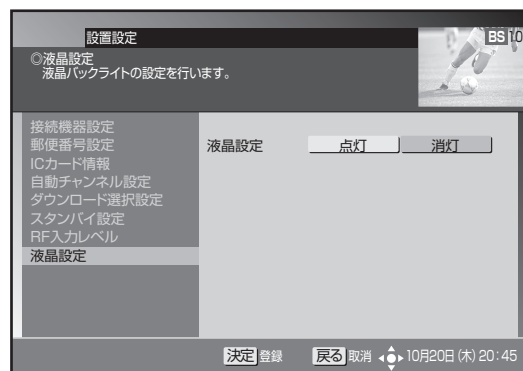 設置設定
BS 10
◎液晶設定
液晶バックライトの設定を行います。
接続機器設定
郵便番号設定
ICカード情報
自動チャンネル設定
ダウンロード選択設定
スタンバイ設定
RF入力レベル
液晶設定
液晶設定 点灯 消灯
決定 登録 戻る 取消 10月20日(木) 20:45